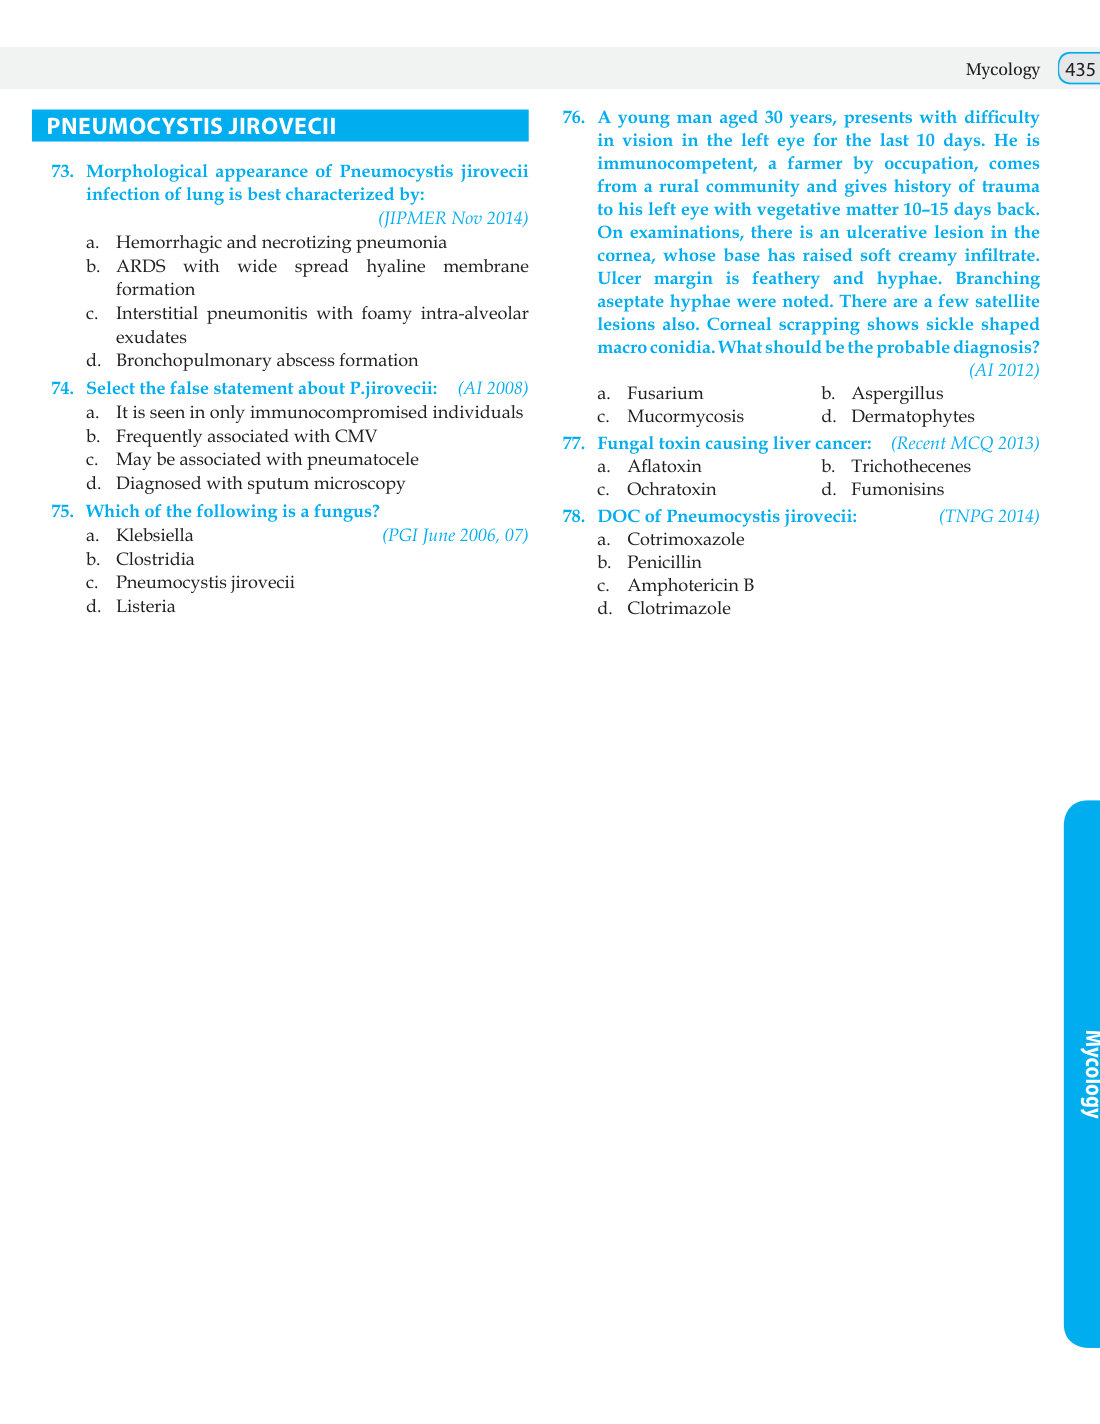 Mycology 435
PNEUMOCYSTIS JIROVECII
73. Morphological appearance of Pneumocystis jirovecii
infection of lung is best characterized by:
(JIPMER Nov 2014)
a. Hemorrhagic and necrotizing pneumonia
b. ARDS with wide spread hyaline membrane
formation
c. Interstitial pneumonitis with foamy intra-alveolar
exudates
d. Bronchopulmonary abscess formation
74. Select the false statement about P.jirovecii: (AI 2008)
a. It is seen in only immunocompromised individuals
b. Frequently associated with CMV
c. May be associated with pneumatocele
d. Diagnosed with sputum microscopy
75. Which of the following is a fungus?
a. Klebsiella (PGI June 2006, 07)
b. Clostridia
c. Pneumocystis jirovecii
d. Listeria
76. A young man aged 30 years, presents with difficulty
in vision in the left eye for the last 10 days. He is
immunocompetent, a farmer by occupation, comes
from a rural community and gives history of trauma
to his left eye with vegetative matter 10–15 days back.
On examinations, there is an ulcerative lesion in the
cornea, whose base has raised soft creamy infiltrate.
Ulcer margin is feathery and hyphae. Branching
aseptate hyphae were noted. There are a few satellite
lesions also. Corneal scrapping shows sickle shaped
macro conidia. What should be the probable diagnosis?
(AI 2012)
a. Fusarium b. Aspergillus
c. Mucormycosis d. Dermatophytes
77. Fungal toxin causing liver cancer: (Recent MCQ 2013)
a. Aflatoxin b. Trichothecenes
c. Ochratoxin d. Fumonisins
78. DOC of Pneumocystis jirovecii: (TNPG 2014)
a. Cotrimoxazole
b. Penicillin
c. Amphotericin B
d. Clotrimazole
Mycology